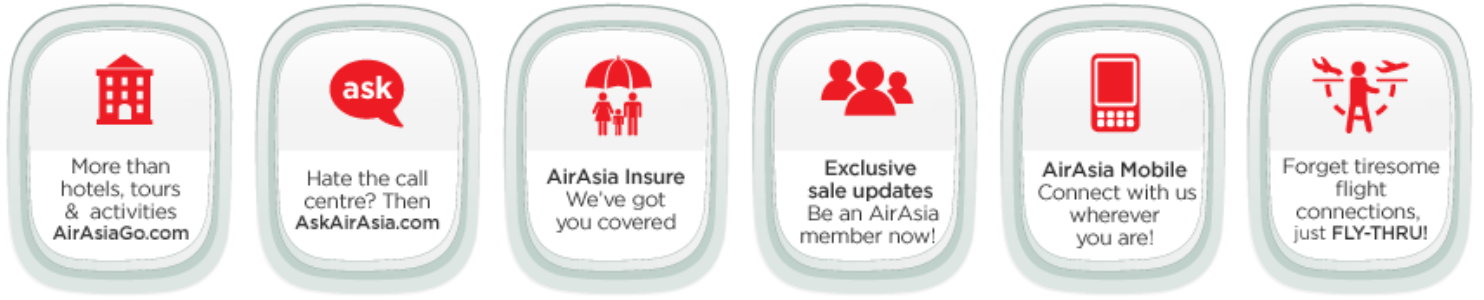 More than
hotels, tours
& activities
AirAsiaGo.com
ask
Hate the call
centre? Then
AskAirAsia.com
AirAsia Insure
We've got
you covered
Exclusive
sale updates
Be an AirAsia
member now!
AirAsia Mobile
Connect with us
wherever
you are!
Forget tiresome
flight
connections,
just FLY-THRU!